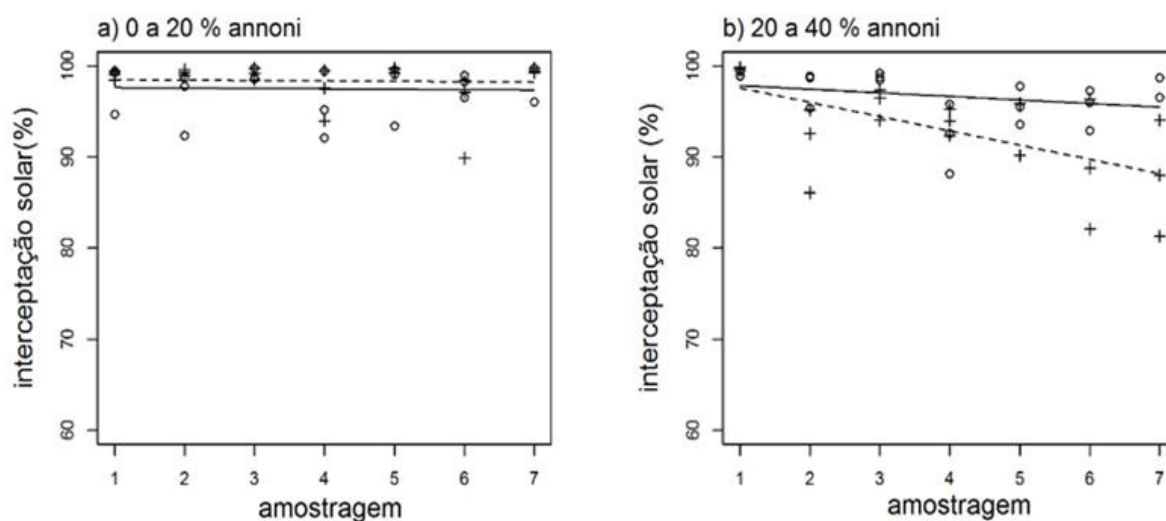 a) 0 a 20 % annoni
interceptação solar(%)
100
90
80
70
60
1 2 3 4 5 6 7
amostragem
b) 20 a 40 % annoni
interceptação solar (%)
100
90
80
70
60
1 2 3 4 5 6 7
amostragem